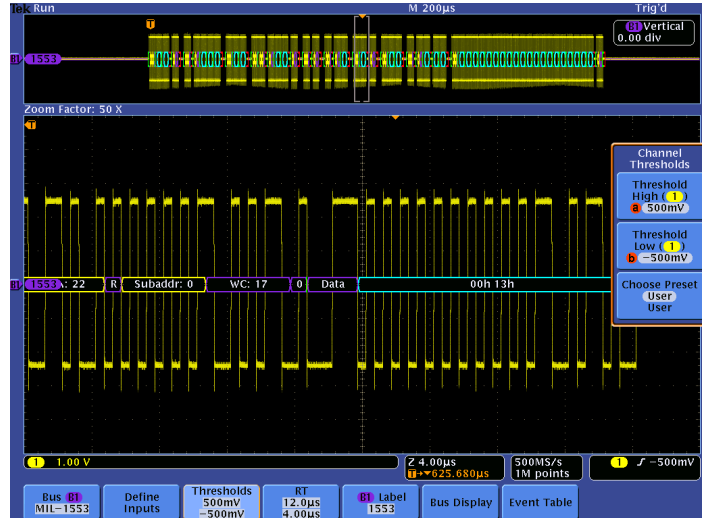 Tek Run M 200µs Trig'd
B1 Vertical
0.00 div
T
B1 1553
Zoom Factor: 50 X
T
Channel
Thresholds
Threshold
High ( 1 )
a 500mV
Threshold
Low ( 1 )
b −500mV
Choose Preset
User
User
B1 1553 A: 22 R Subaddr: 0 WC: 17 0 Data 00h 13h
1 1.00 V
Z 4.00µs
T→▼625.680µs
500MS/s
1M points
1 ʃ −500mV
Bus B1
MIL−1553
Define
Inputs
Thresholds
500mV
−500mV
RT
12.0µs
4.00µs
B1 Label
1553
Bus Display
Event Table